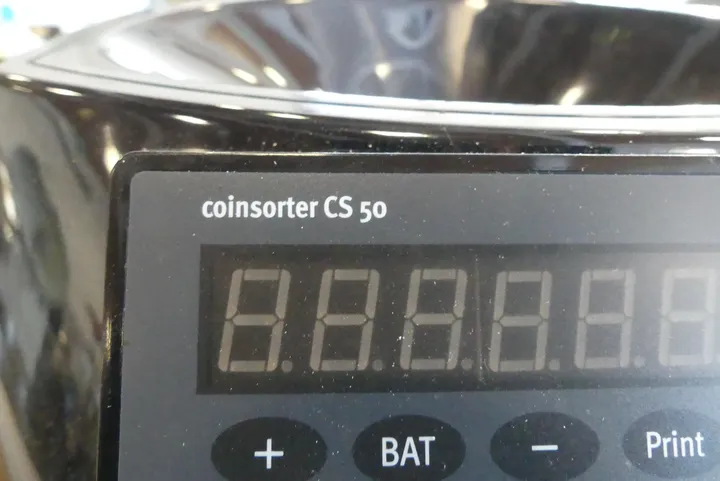 coinsorter CS 50
+ BAT - Print